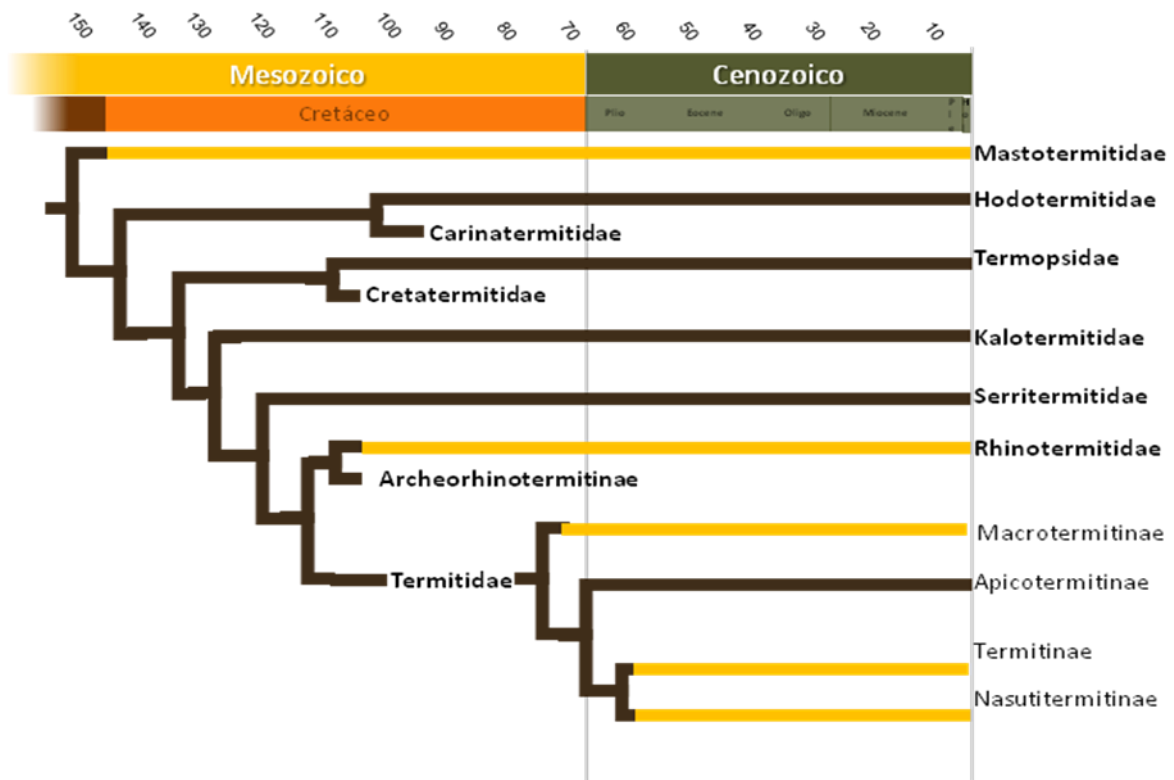 150 140 130 120 110 100 90 80 70 60 50 40 30 20 10
Mesozoico Cenozoico
Cretáceo Plio Eocene Oligo Miocene
Mastotermitidae
Hodotermitidae
Carinatermitidae
Termopsidae
Cretatermitidae
Kalotermitidae
Serritermitidae
Rhinotermitidae
Archeorhinotermitinae
Macrotermitinae
Termitidae
Apicotermitinae
Termitinae
Nasutitermitinae